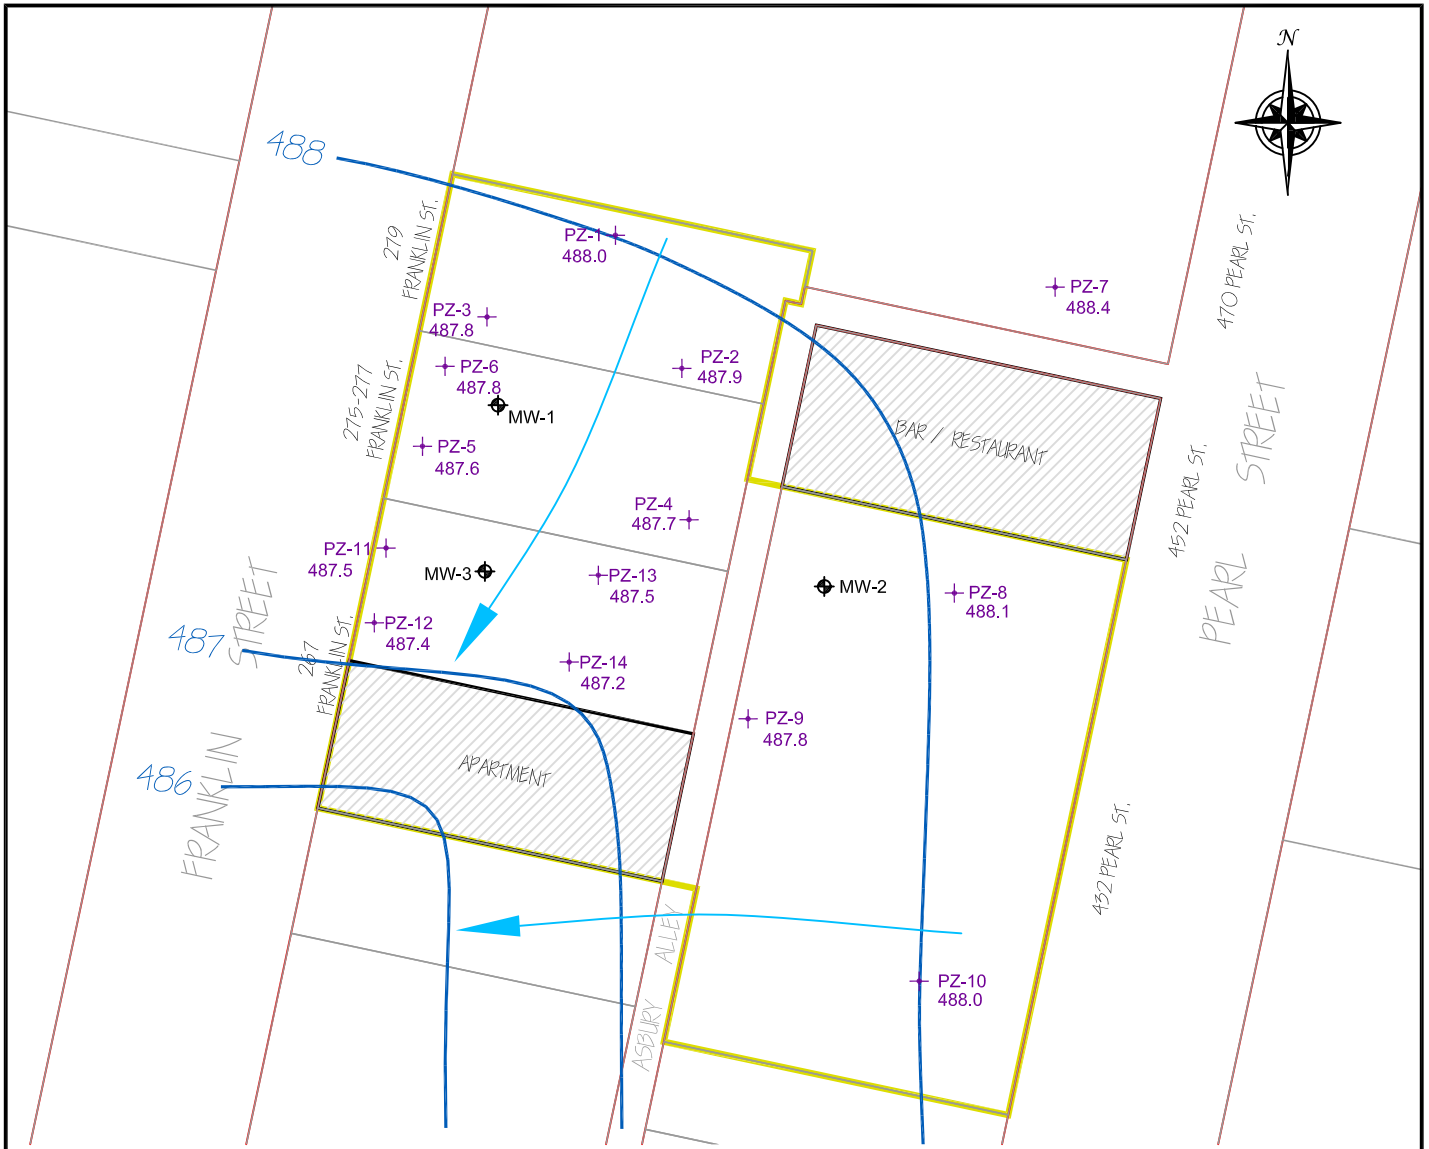 N
488
279
FRANKLIN ST.
PZ-1
488.0
PZ-7
488.4
470 PEARL ST.
PZ-3
487.8
PZ-2
487.9
PZ-6
487.8
MW-1
275-277
FRANKLIN ST.
BAR / RESTAURANT
PZ-5
487.6
452 PEARL ST.
PEARL STREET
PZ-4
487.7
PZ-11
487.5
MW-3
PZ-13
487.5
MW-2
PZ-8
488.1
PZ-12
487.4
487
267
FRANKLIN ST.
PZ-14
487.2
PZ-9
487.8
FRANKLIN STREET
486
APARTMENT
432 PEARL ST.
ASBURY ALLEY
PZ-10
488.0